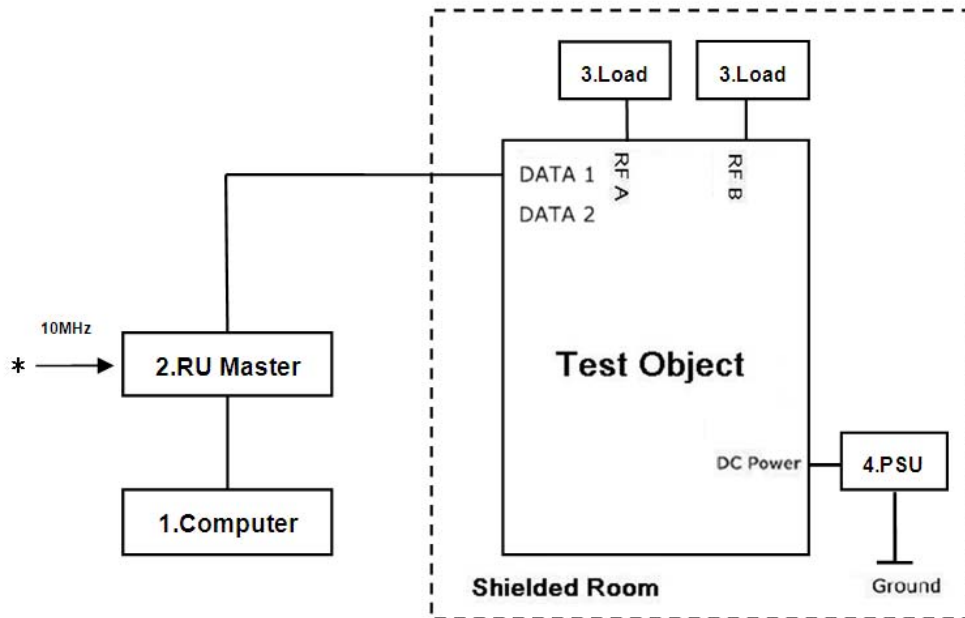 3.Load
3.Load
RF A
RF B
DATA 1
DATA 2
10MHz
*
2.RU Master
Test Object
DC Power
4.PSU
1.Computer
Shielded Room
Ground